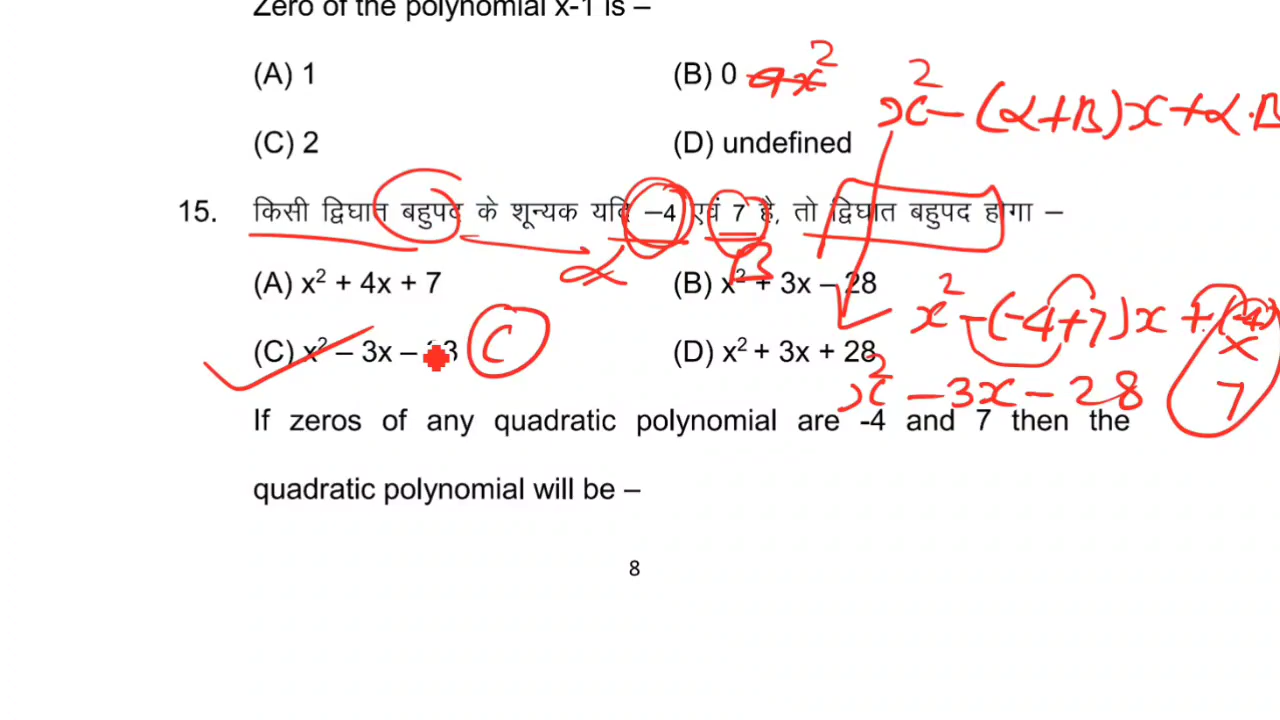 Zero of the polynomial x-1 is –
(A) 1
(B) 0
(C) 2
(D) undefined
x² – (α+β)x + α.β
15. किसी द्विघात बहुपद के शून्यक यदि –4 एवं 7 है, तो द्विघात बहुपद होगा –
α
β
(A) x² + 4x + 7
(B) x² + 3x – 28
x² – (-4+7)x + (-4) × 7
(C) x² – 3x –
C
(D) x² + 3x + 28
x² – 3x – 28
If zeros of any quadratic polynomial are -4 and 7 then the
quadratic polynomial will be –
8